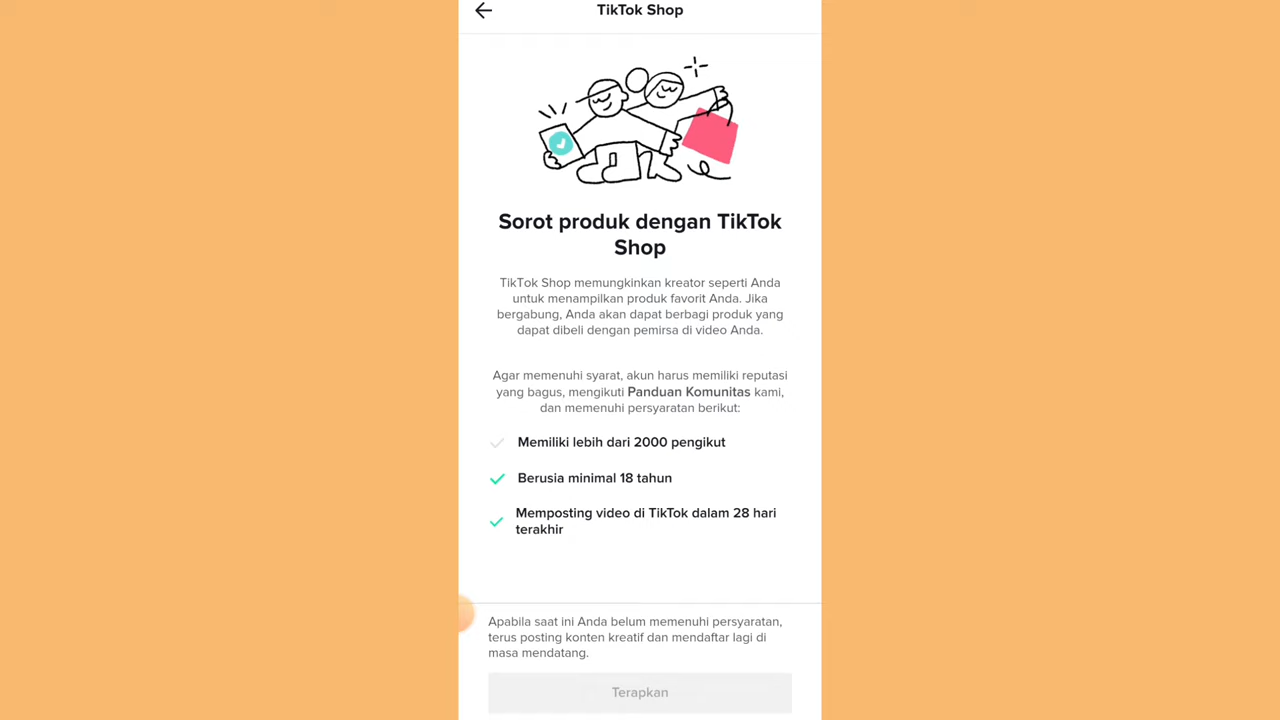 TikTok Shop
Sorot produk dengan TikTok
Shop
TikTok Shop memungkinkan kreator seperti Anda
untuk menampilkan produk favorit Anda. Jika
bergabung, Anda akan dapat berbagi produk yang
dapat dibeli dengan pemirsa di video Anda.
Agar memenuhi syarat, akun harus memiliki reputasi
yang bagus, mengikuti Panduan Komunitas kami,
dan memenuhi persyaratan berikut:
Memiliki lebih dari 2000 pengikut
Berusia minimal 18 tahun
Memposting video di TikTok dalam 28 hari
terakhir
Apabila saat ini Anda belum memenuhi persyaratan,
terus posting konten kreatif dan mendaftar lagi di
masa mendatang.
Terapkan